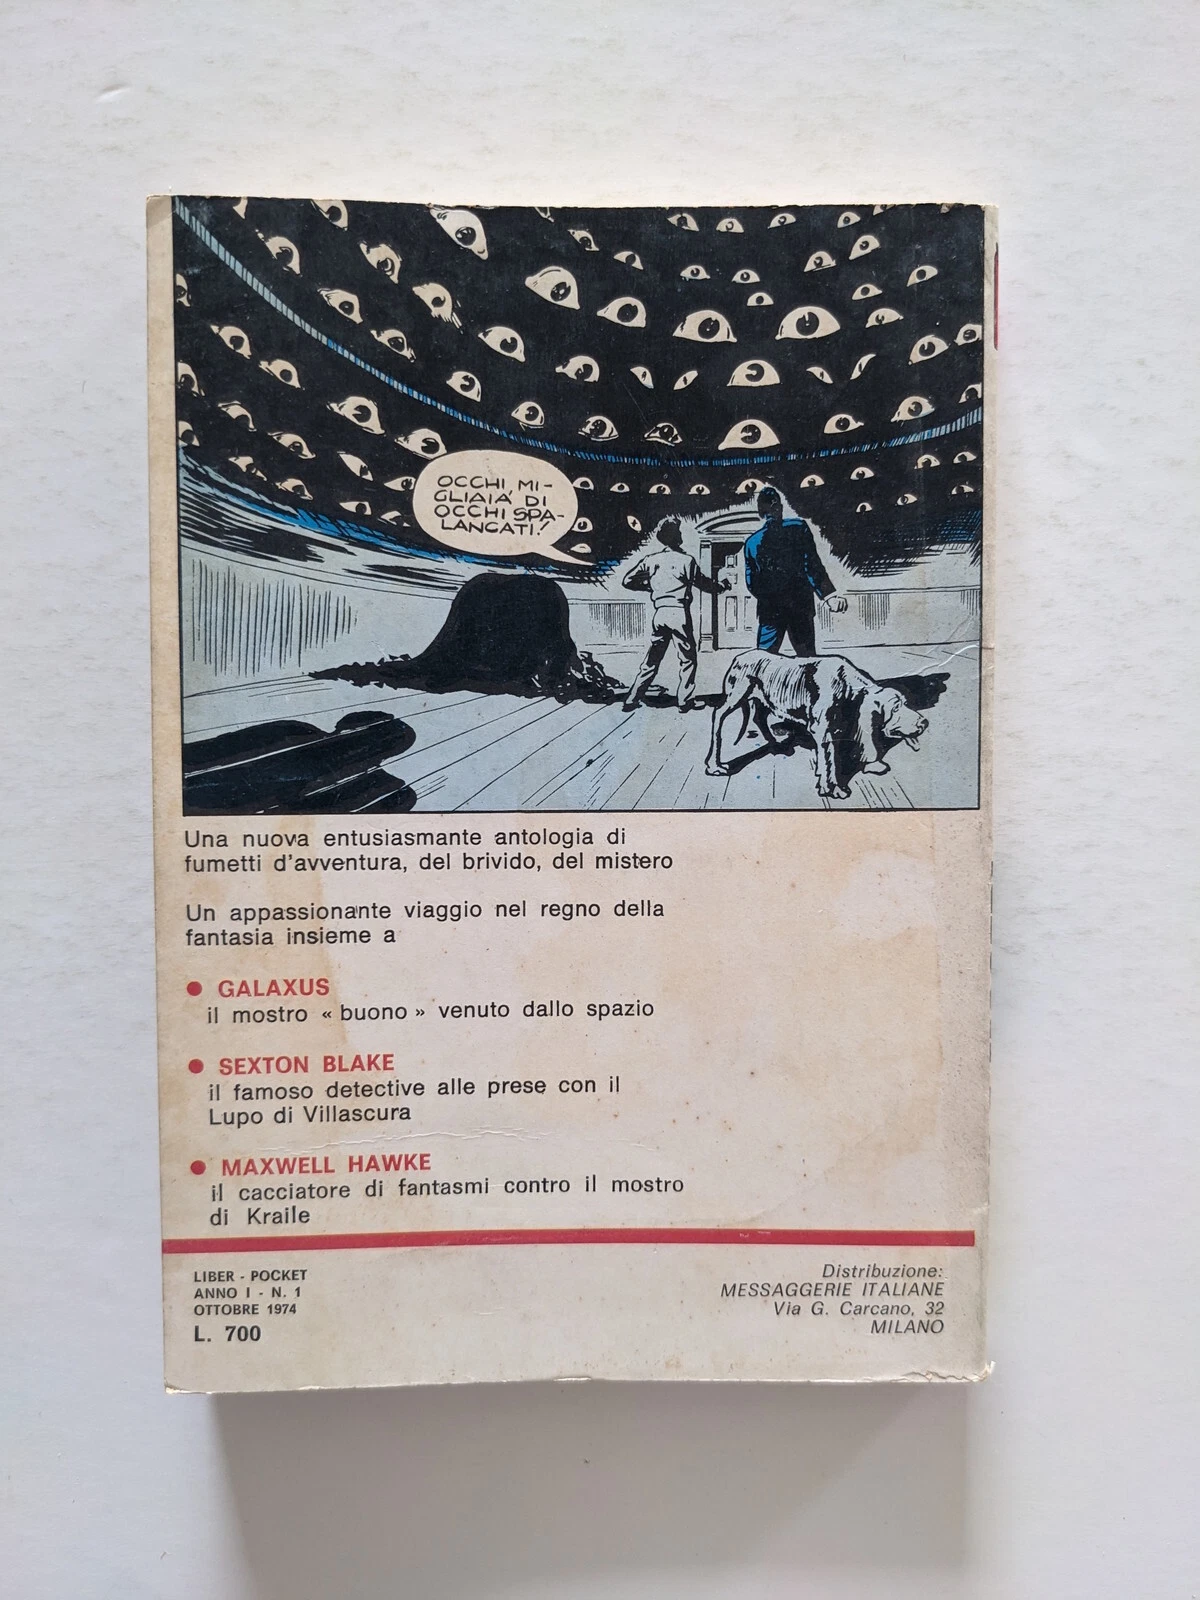 OCCHI, MI-
GLIAIA' DI
OCCHI SPA-
LANCATI!
Una nuova entusiasmante antologia di
fumetti d'avventura, del brivido, del mistero
Un appassionante viaggio nel regno della
fantasia insieme a
● GALAXUS
il mostro « buono » venuto dallo spazio
● SEXTON BLAKE
il famoso detective alle prese con il
Lupo di Villascura
● MAXWELL HAWKE
il cacciatore di fantasmi contro il mostro
di Kraile
LIBER - POCKET
ANNO I - N. 1
OTTOBRE 1974
L. 700
Distribuzione:
MESSAGGERIE ITALIANE
Via G. Carcano, 32
MILANO